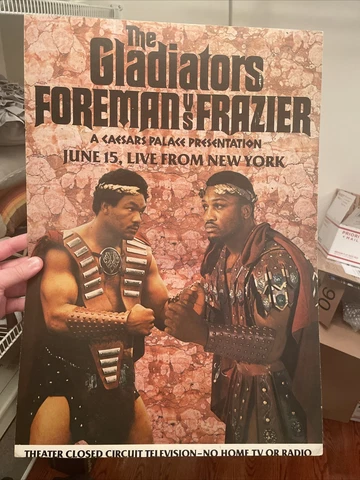 The
Gladiators
FOREMAN VS FRAZIER
A CAESARS PALACE PRESENTATION
JUNE 15, LIVE FROM NEW YORK
THEATER CLOSED CIRCUIT TELEVISION–NO HOME TV OR RADIO